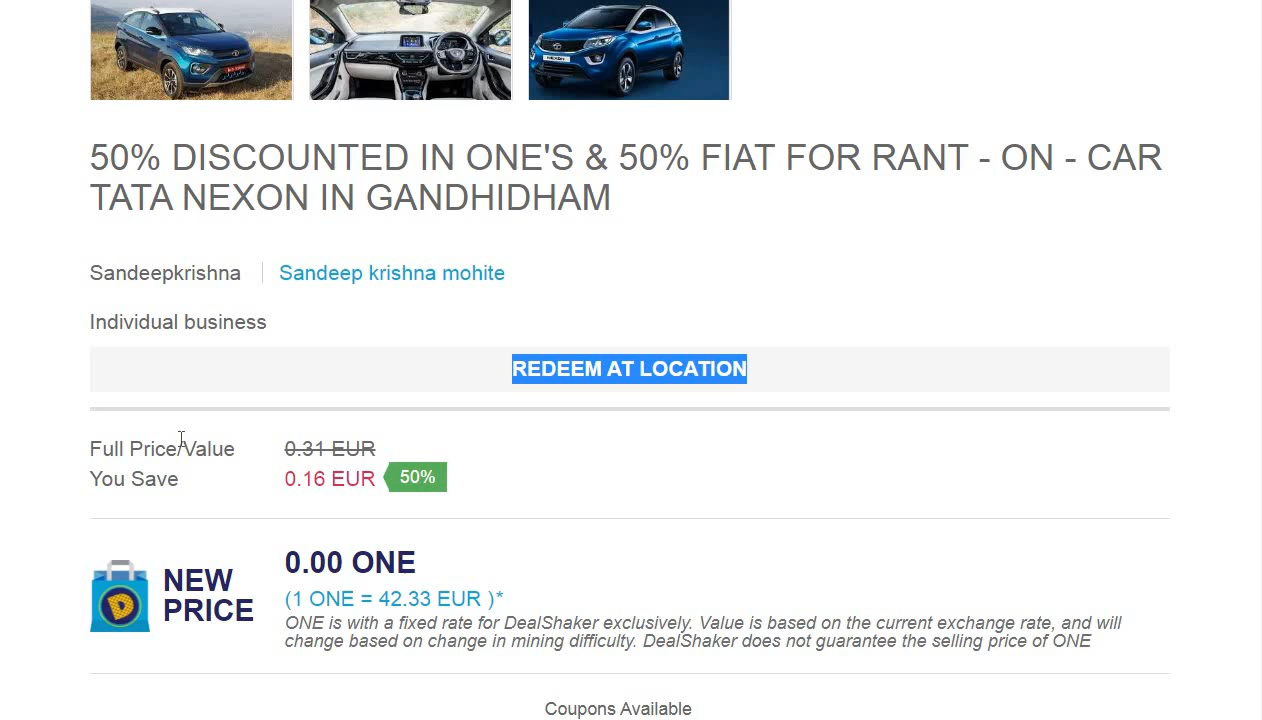 50% DISCOUNTED IN ONE'S & 50% FIAT FOR RANT - ON - CAR
TATA NEXON IN GANDHIDHAM
Sandeepkrishna Sandeep krishna mohite
Individual business
REDEEM AT LOCATION
Full Price/Value 0.31 EUR
You Save 0.16 EUR 50%
NEW PRICE
0.00 ONE
(1 ONE = 42.33 EUR )*
ONE is with a fixed rate for DealShaker exclusively. Value is based on the current exchange rate, and will
change based on change in mining difficulty. DealShaker does not guarantee the selling price of ONE
Coupons Available